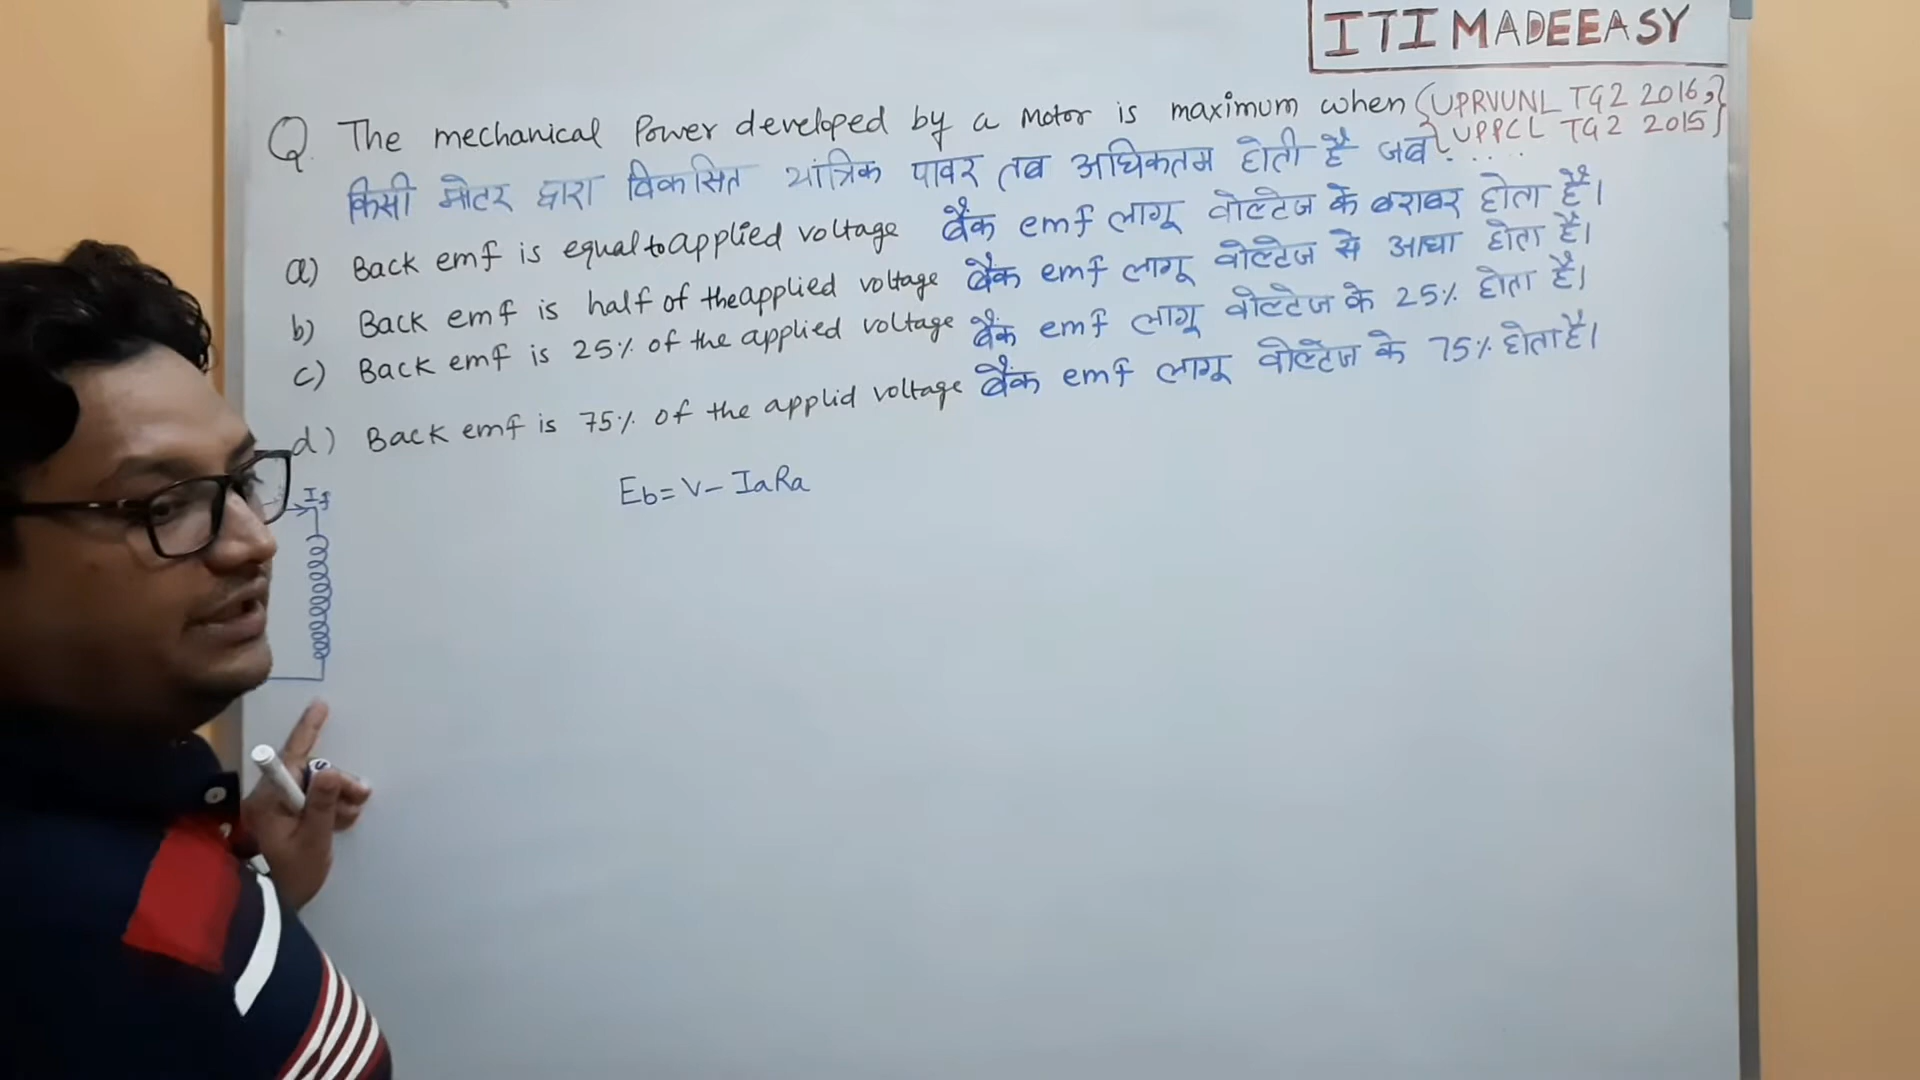 ITI MADEEASY
Q. The mechanical Power developed by a Motor is maximum when {UPRVUNL TG2 2016,}
{UPPCL TG2 2015}
किसी मोटर द्वारा विकसित यांत्रिक पावर तब अधिकतम होती है जब.....
a) Back emf is equal to applied voltage बैक emf लागू वोल्टेज के बराबर होता है।
b) Back emf is half of the applied voltage बैक emf लागू वोल्टेज से आधा होता है।
c) Back emf is 25% of the applied voltage बैक emf लागू वोल्टेज के 25% होता है।
d) Back emf is 75% of the applid voltage बैक emf लागू वोल्टेज के 75% होता है।
Eb = V - IaRa
If